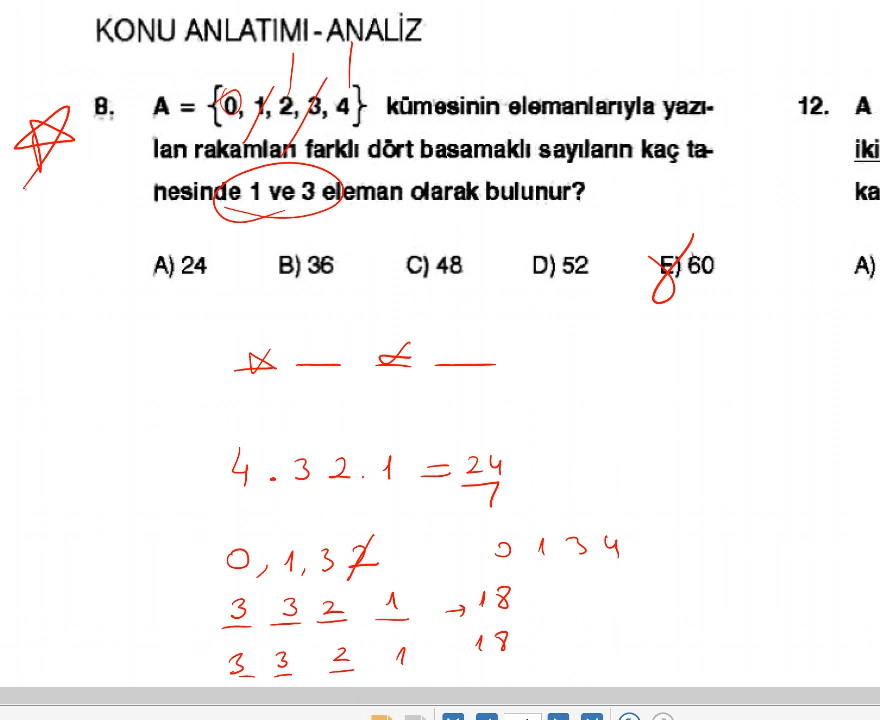 KONU ANLATIMI - ANALİZ
8. A = {0, 1, 2, 3, 4} kümesinin elemanlarıyla yazı-
lan rakamları farklı dört basamaklı sayıların kaç ta-
nesinde 1 ve 3 eleman olarak bulunur?
A) 24 B) 36 C) 48 D) 52 E) 60
12. A
iki
ka
A)
4 . 3 2 . 1 = 24
0, 1, 3 2 0 1 3 4
3 3 2 1 → 18
3 3 2 1 18